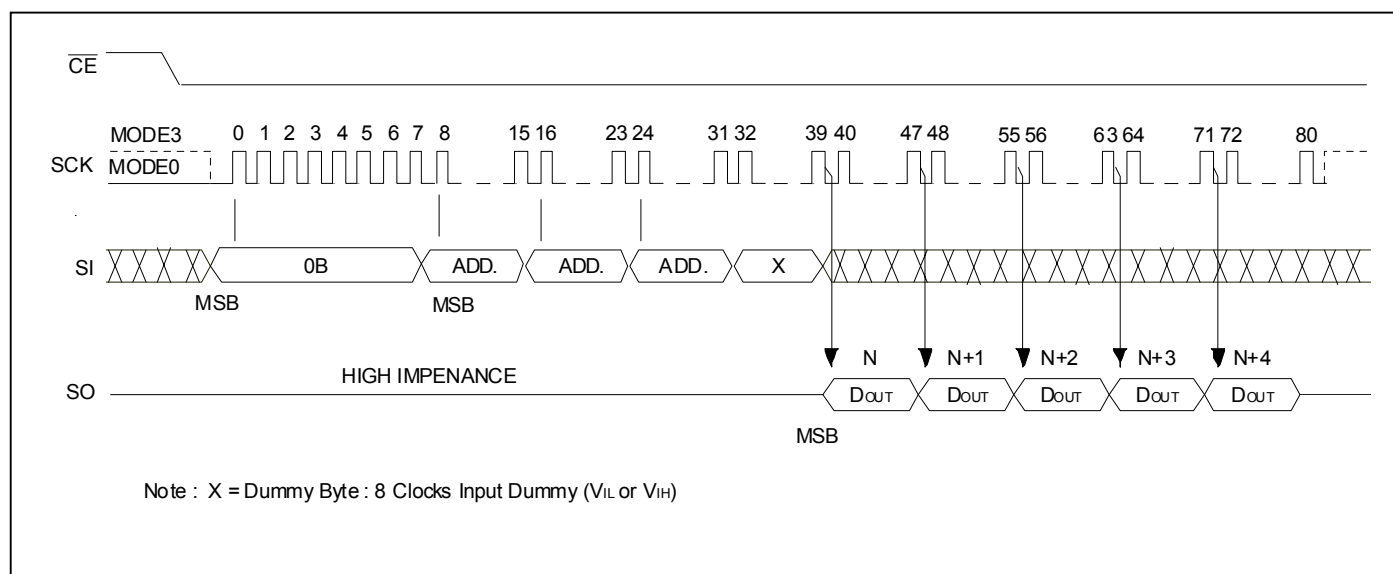 CE
MODE3 0 1 2 3 4 5 6 7 8 15 16 23 24 31 32 39 40 47 48 55 56 63 64 71 72 80
SCK MODE0
SI 0B ADD. ADD. ADD. X
MSB MSB
N N+1 N+2 N+3 N+4
HIGH IMPENANCE
SO DOUT DOUT DOUT DOUT DOUT
MSB
Note : X = Dummy Byte : 8 Clocks Input Dummy (VIL or VIH)